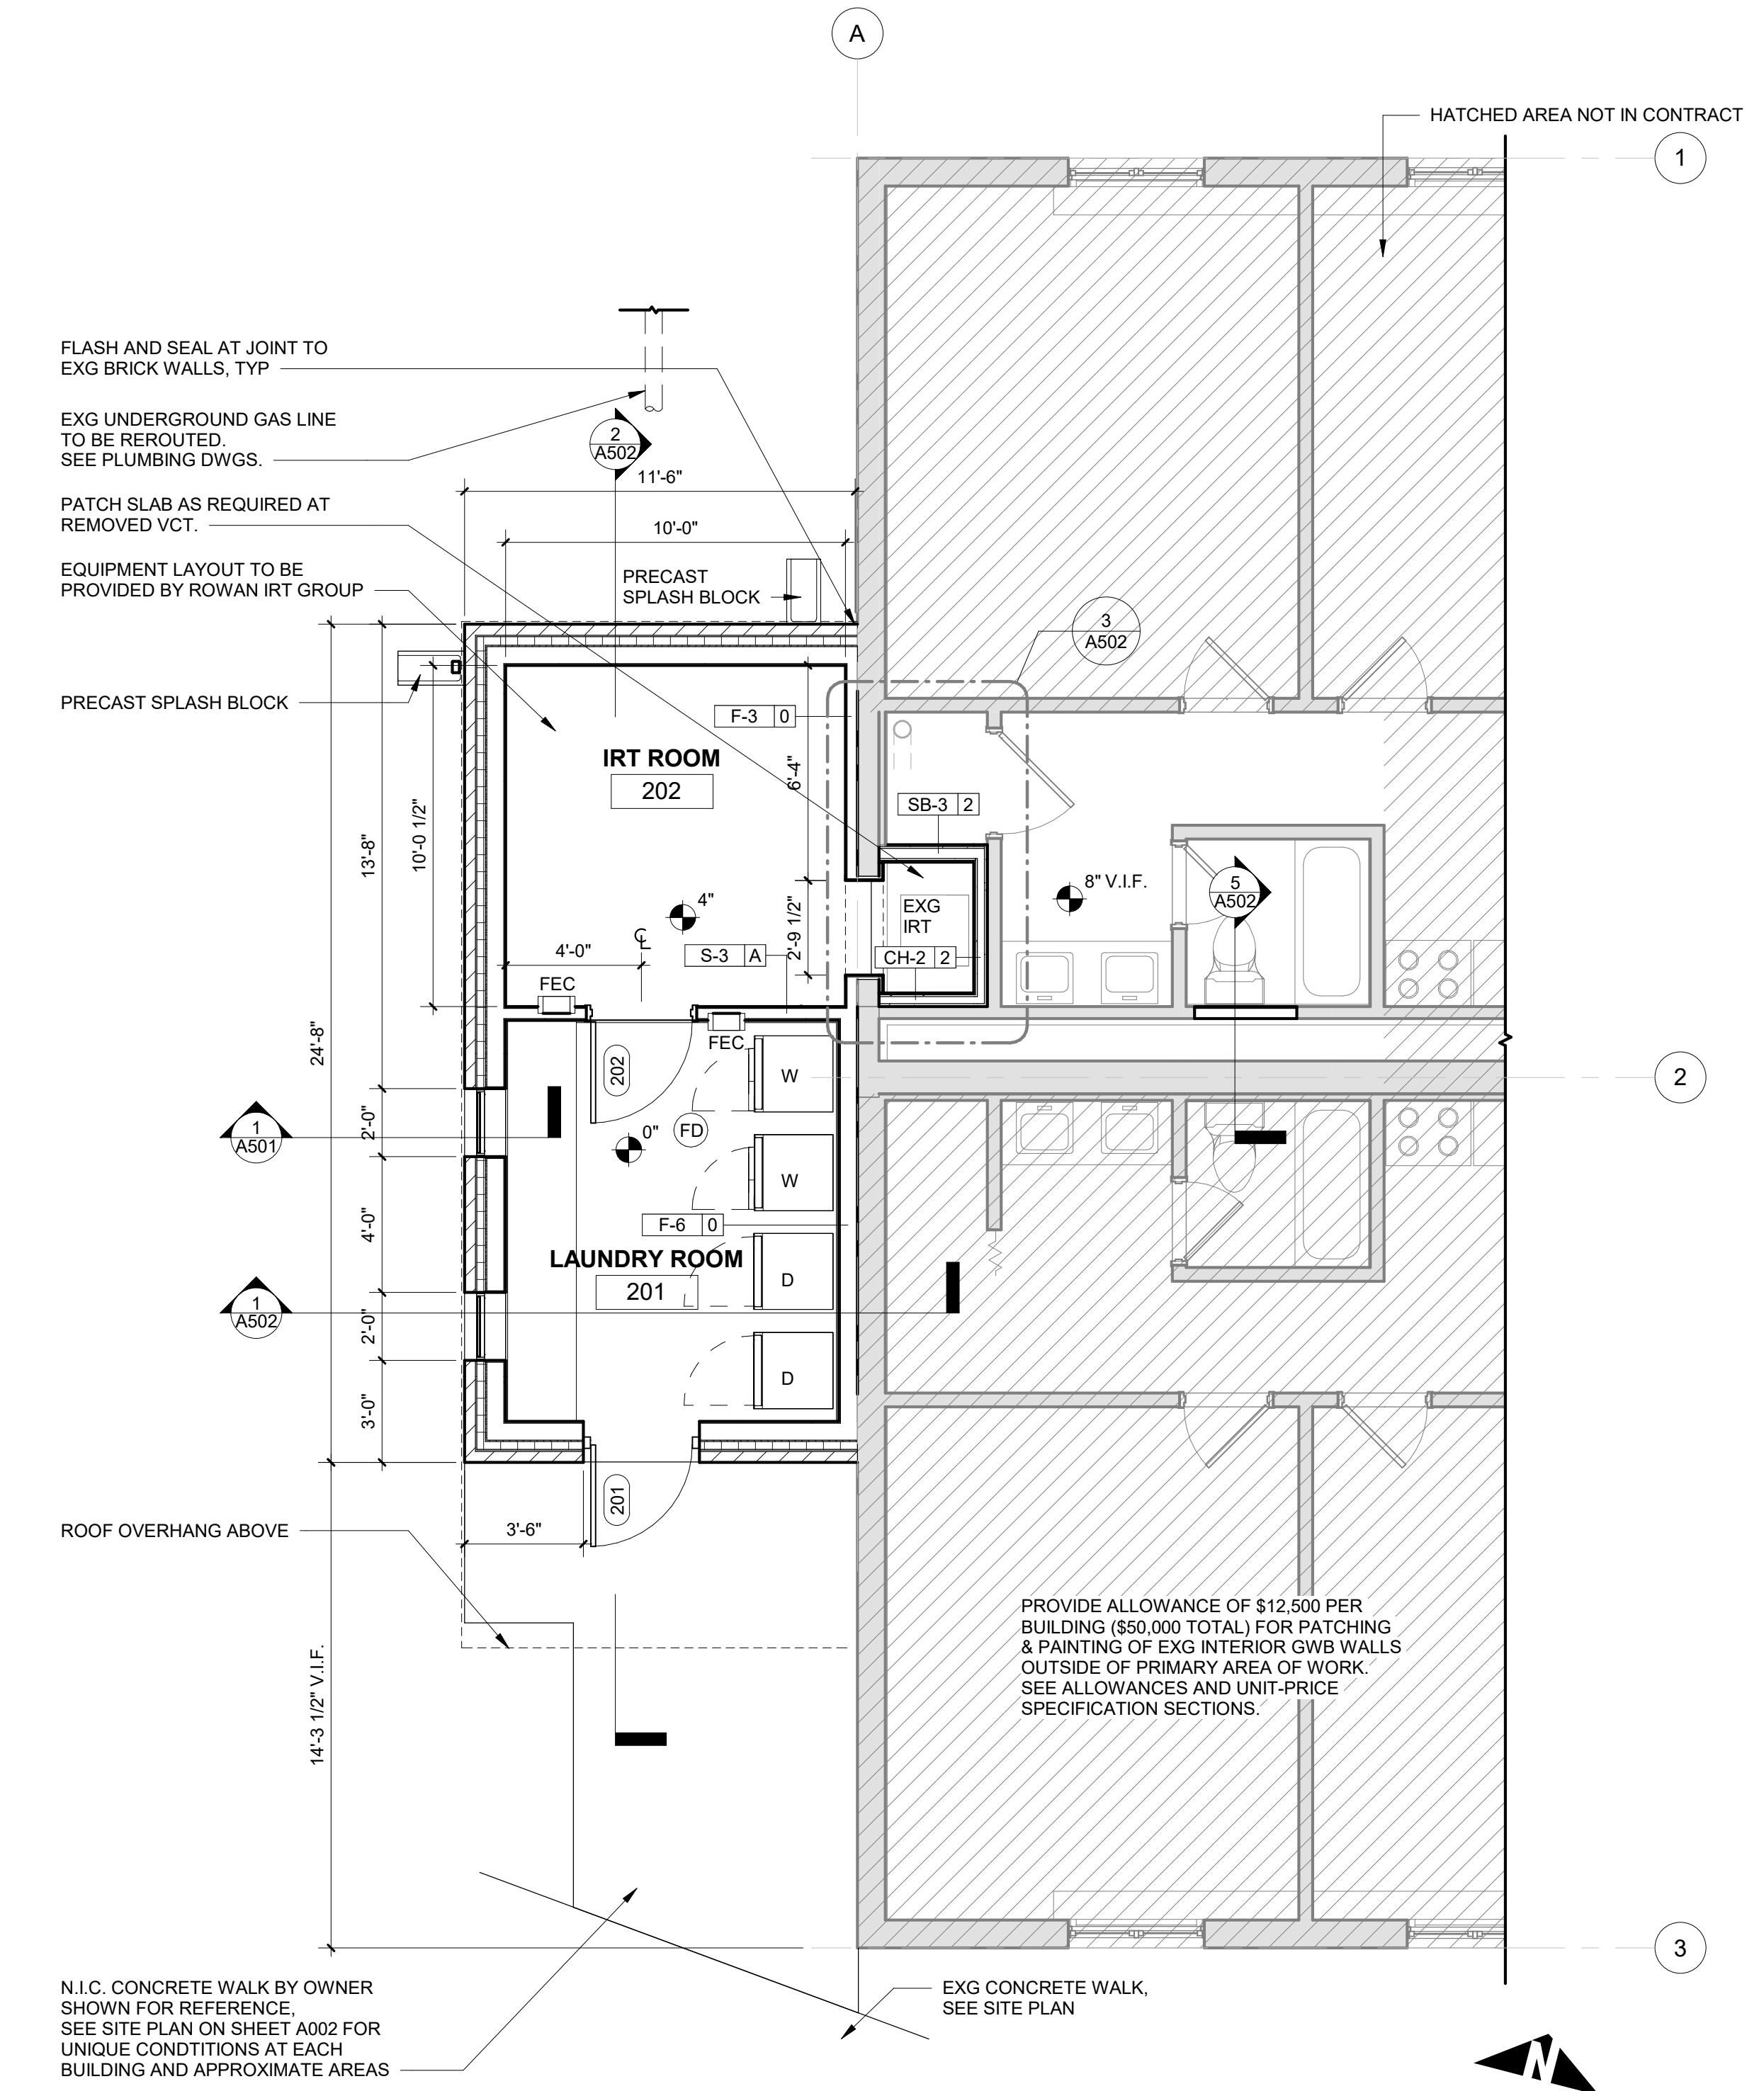 A
HATCHED AREA NOT IN CONTRACT
1
FLASH AND SEAL AT JOINT TO
EXG BRICK WALLS, TYP
EXG UNDERGROUND GAS LINE
TO BE REROUTED.
SEE PLUMBING DWGS.
2
A502
11'-6"
PATCH SLAB AS REQUIRED AT
REMOVED VCT.
10'-0"
EQUIPMENT LAYOUT TO BE
PROVIDED BY ROWAN IRT GROUP
PRECAST
SPLASH BLOCK
3
A502
PRECAST SPLASH BLOCK
F-3 0
IRT ROOM
202
6'-4"
SB-3 2
13'-8"
10'-0 1/2"
4"
8" V.I.F.
5
A502
EXG
IRT
4'-0"
CL
S-3 A
2'-9 1/2"
CH-2 2
FEC
FEC
24'-8"
202
W
2
1
A501
2'-0"
0"
FD
W
4'-0"
F-6 0
LAUNDRY ROOM
201
D
1
A502
2'-0"
D
3'-0"
201
ROOF OVERHANG ABOVE
3'-6"
PROVIDE ALLOWANCE OF $12,500 PER
BUILDING ($50,000 TOTAL) FOR PATCHING
& PAINTING OF EXG INTERIOR GWB WALLS
OUTSIDE OF PRIMARY AREA OF WORK.
SEE ALLOWANCES AND UNIT-PRICE
SPECIFICATION SECTIONS.
14'-3 1/2" V.I.F.
3
N.I.C. CONCRETE WALK BY OWNER
SHOWN FOR REFERENCE,
SEE SITE PLAN ON SHEET A002 FOR
UNIQUE CONDTITIONS AT EACH
BUILDING AND APPROXIMATE AREAS
EXG CONCRETE WALK,
SEE SITE PLAN
N